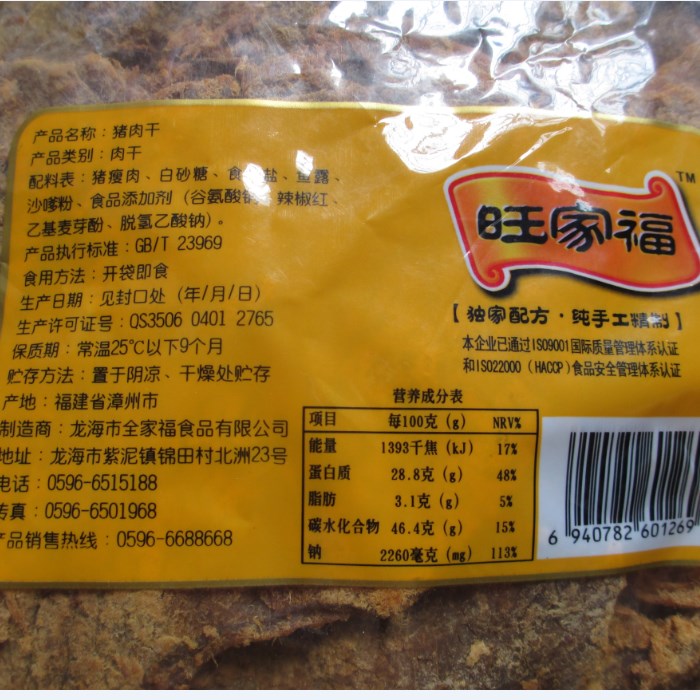 产品名称：猪肉干
产品类别：肉干
配料表：猪瘦肉、白砂糖、食 盐、鱼露、
沙嗲粉、食品添加剂（谷氨酸钠、辣椒红、
乙基麦芽酚、脱氢乙酸钠）。
产品执行标准：GB/T 23969
食用方法：开袋即食
生产日期：见封口处（年/月/日）
生产许可证号：QS3506 0401 2765
保质期：常温25℃以下9个月
贮存方法：置于阴凉、干燥处贮存
产地：福建省漳州市
制造商：龙海市全家福食品有限公司
地址：龙海市紫泥镇锦田村北洲23号
电话：0596-6515188
传真：0596-6501968
产品销售热线：0596-6688668
旺家福 TM
【独家配方·纯手工精制】
本企业已通过ISO9001国际质量管理体系认证
和ISO22000（HACCP）食品安全管理体系认证
营养成分表
项目 每100克（g） NRV%
能量 1393千焦（kJ） 17%
蛋白质 28.8克（g） 48%
脂肪 3.1克（g） 5%
碳水化合物 46.4克（g） 15%
钠 2260毫克（mg） 113%
6 940782 601269